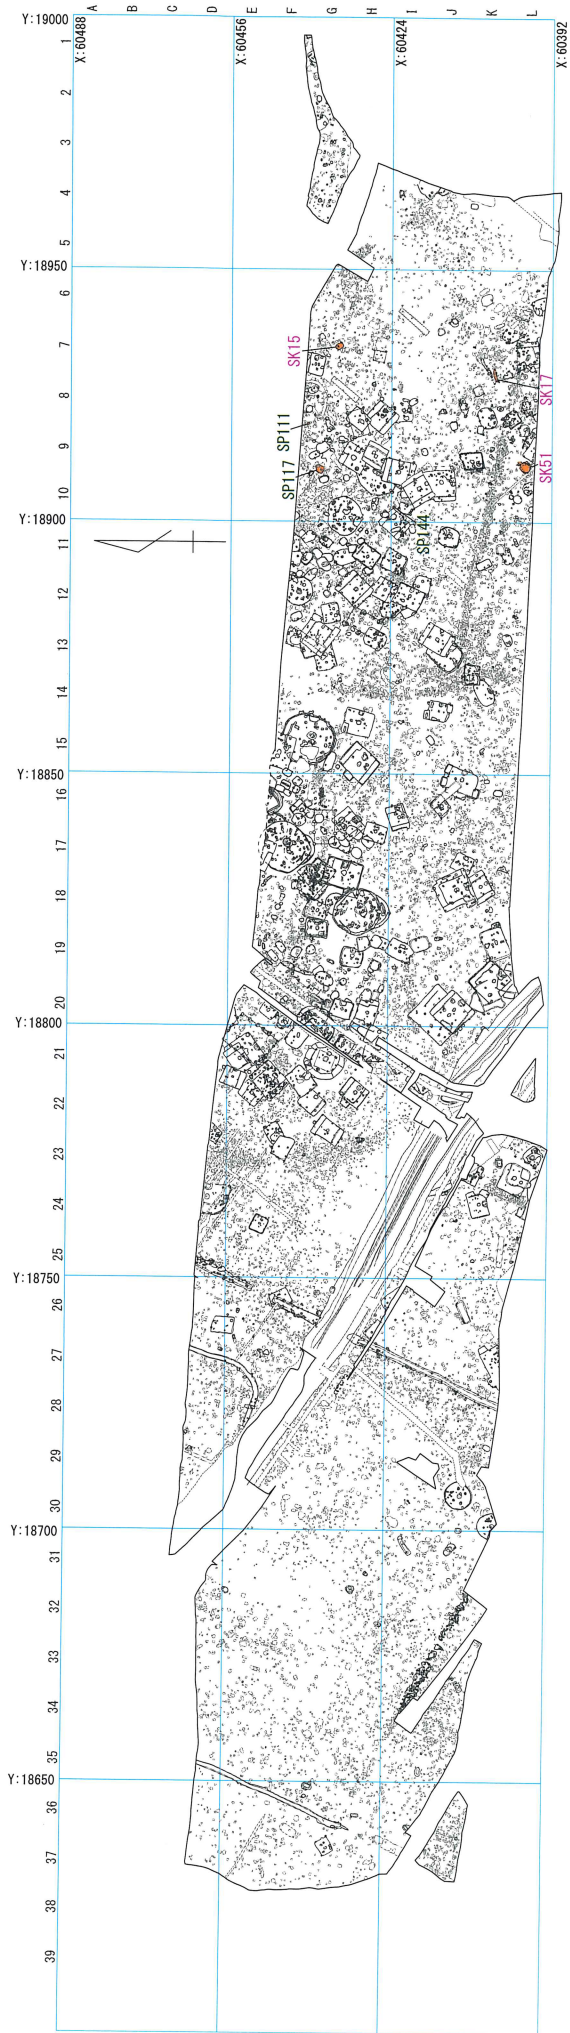 Y:19000
X:60488
X:60456
X:60424
X:60392
A
B
C
D
E
F
G
H
I
J
K
L
1
2
3
4
5
Y:18950
6
7
SK15
SK17
8
SP111
9
SP117
SK51
10
Y:18900
11
SP144
12
13
14
15
Y:18850
16
17
18
19
20
Y:18800
21
22
23
24
25
Y:18750
26
27
28
29
30
Y:18700
31
32
33
34
35
Y:18650
36
37
38
39